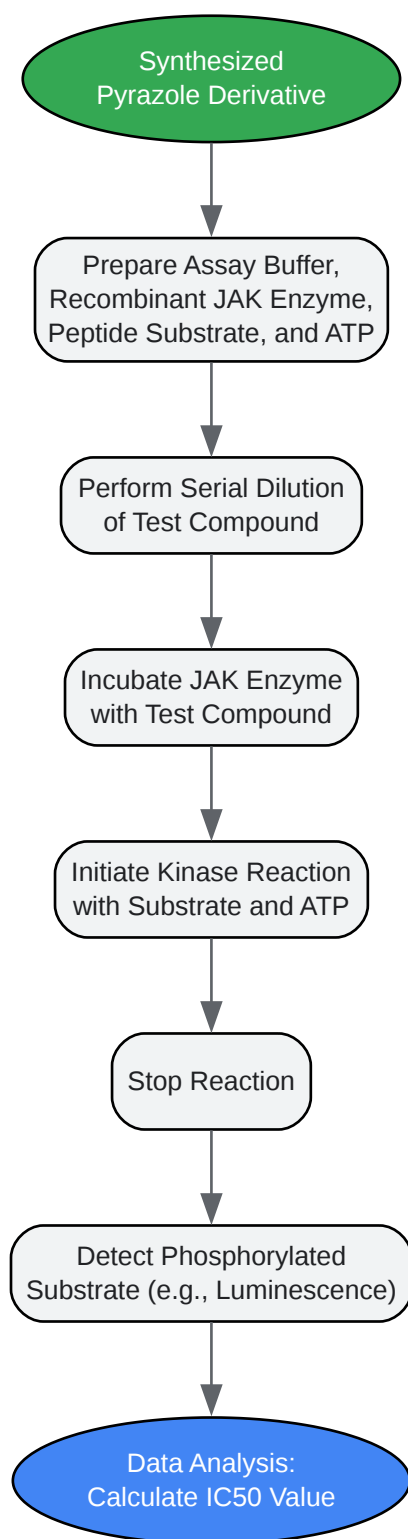 Synthesized
Pyrazole Derivative
Prepare Assay Buffer,
Recombinant JAK Enzyme,
Peptide Substrate, and ATP
Perform Serial Dilution
of Test Compound
Incubate JAK Enzyme
with Test Compound
Initiate Kinase Reaction
with Substrate and ATP
Stop Reaction
Detect Phosphorylated
Substrate (e.g., Luminescence)
Data Analysis:
Calculate IC50 Value